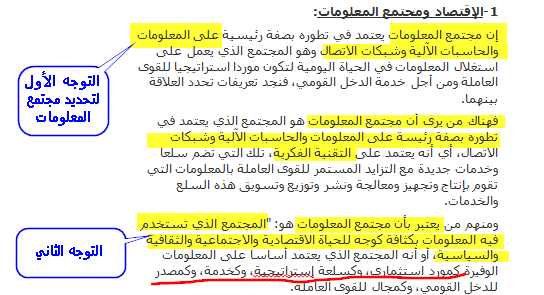 1-الإقتصاد ومجتمع المعلومات:
إن مجتمع المعلومات يعتمد في تطوره بصفة رئيسية على المعلومات
والحاسبات الآلية وشبكات الاتصال وهو المجتمع الذي يعمل على
استغلال المعلومات في الحياة اليومية لتكون موردا استراتيجيا للقوى
العاملة ومن أجل خدمة الدخل القومي، فنجد تعريفات تحدد العلاقة
بينهما.
التوجه الأول
لتحديد مجتمع
المعلومات
فهناك من يرى أن مجتمع المعلومات هو المجتمع الذي يعتمد في
تطوره بصفة رئيسة على المعلومات والحاسبات الآلية وشبكات
الاتصال، أي أنه يعتمد على التقنية الفكرية، تلك التي تضم سلعا
وخدمات جديدة مع التزايد المستمر للقوى العاملة بالمعلومات التي
تقوم بإنتاج وتجهيز ومعالجة ونشر وتوزيع وتسويق هذه السلع
والخدمات.
ومنهم من يعتبر بأن مجتمع المعلومات هو: "المجتمع الذي تستخدم
فيه المعلومات بكثافة كوجه للحياة الاقتصادية والاجتماعية والثقافية
والسياسية، أو أنه المجتمع الذي يعتمد أساسا على المعلومات
الوفيرة كمورد استثماري، وكسلعة إستراتيجية، وكخدمة، وكمصدر
للدخل القومي، وكمجال للقوى العاملة.
التوجه الثاني